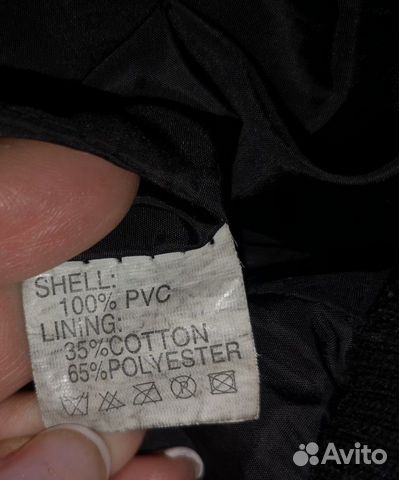 SHELL:
100% PVC
LINING:
35%COTTON
65%POLYESTER
Avito